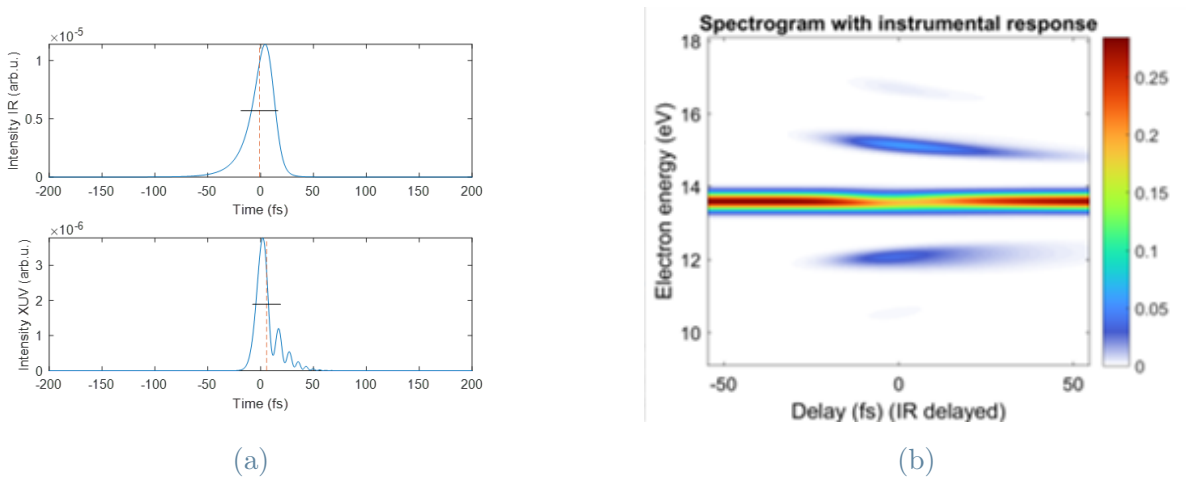 ×10^-5
1
0.5
0
Intensity IR (arb.u.)
-200 -150 -100 -50 0 50 100 150 200
Time (fs)
×10^-6
3
2
1
0
Intensity XUV (arb.u.)
-200 -150 -100 -50 0 50 100 150 200
Time (fs)
(a)
Spectrogram with instrumental response
18
16
14
12
10
Electron energy (eV)
-50 0 50
Delay (fs) (IR delayed)
0.25
0.2
0.15
0.1
0.05
0
(b)